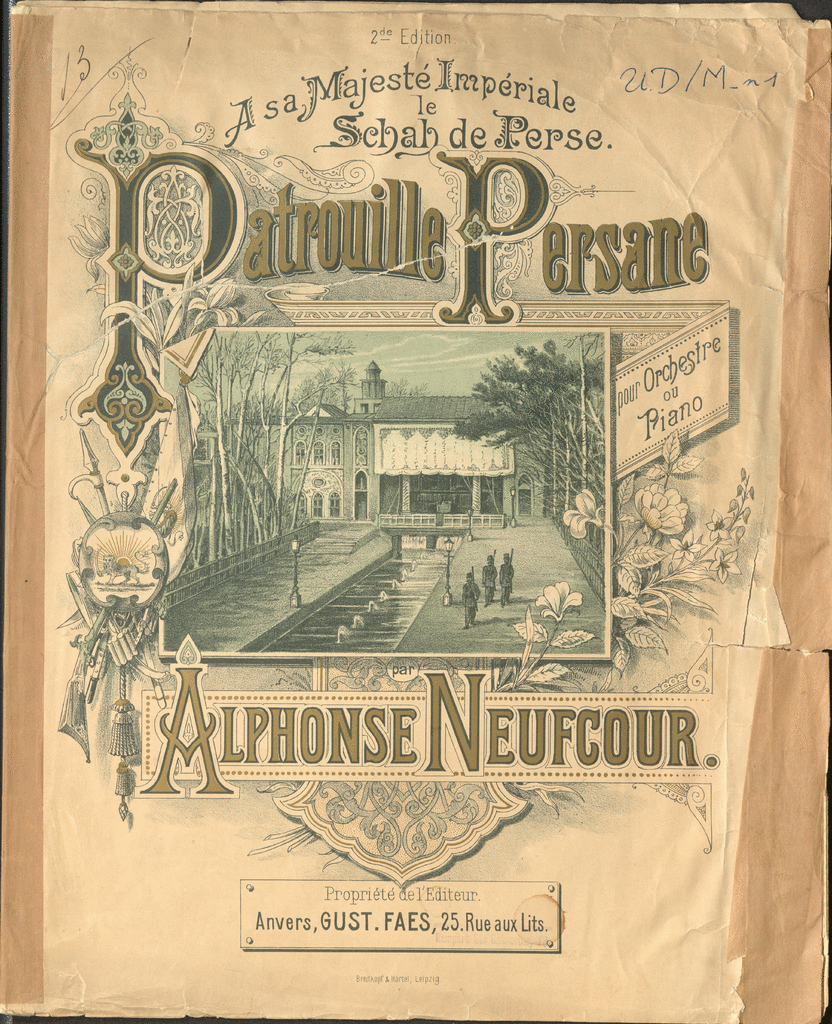 2de Edition.
13
U.D/M_n1
A sa Majesté Impériale
le
Schah de Perse.
Patrouille Persane
pour Orchestre
ou
Piano
par
ALPHONSE NEUFCOUR.
Propriété de l'Editeur.
Anvers, GUST. FAES, 25. Rue aux Lits.
Breitkopf & Härtel, Leipzig